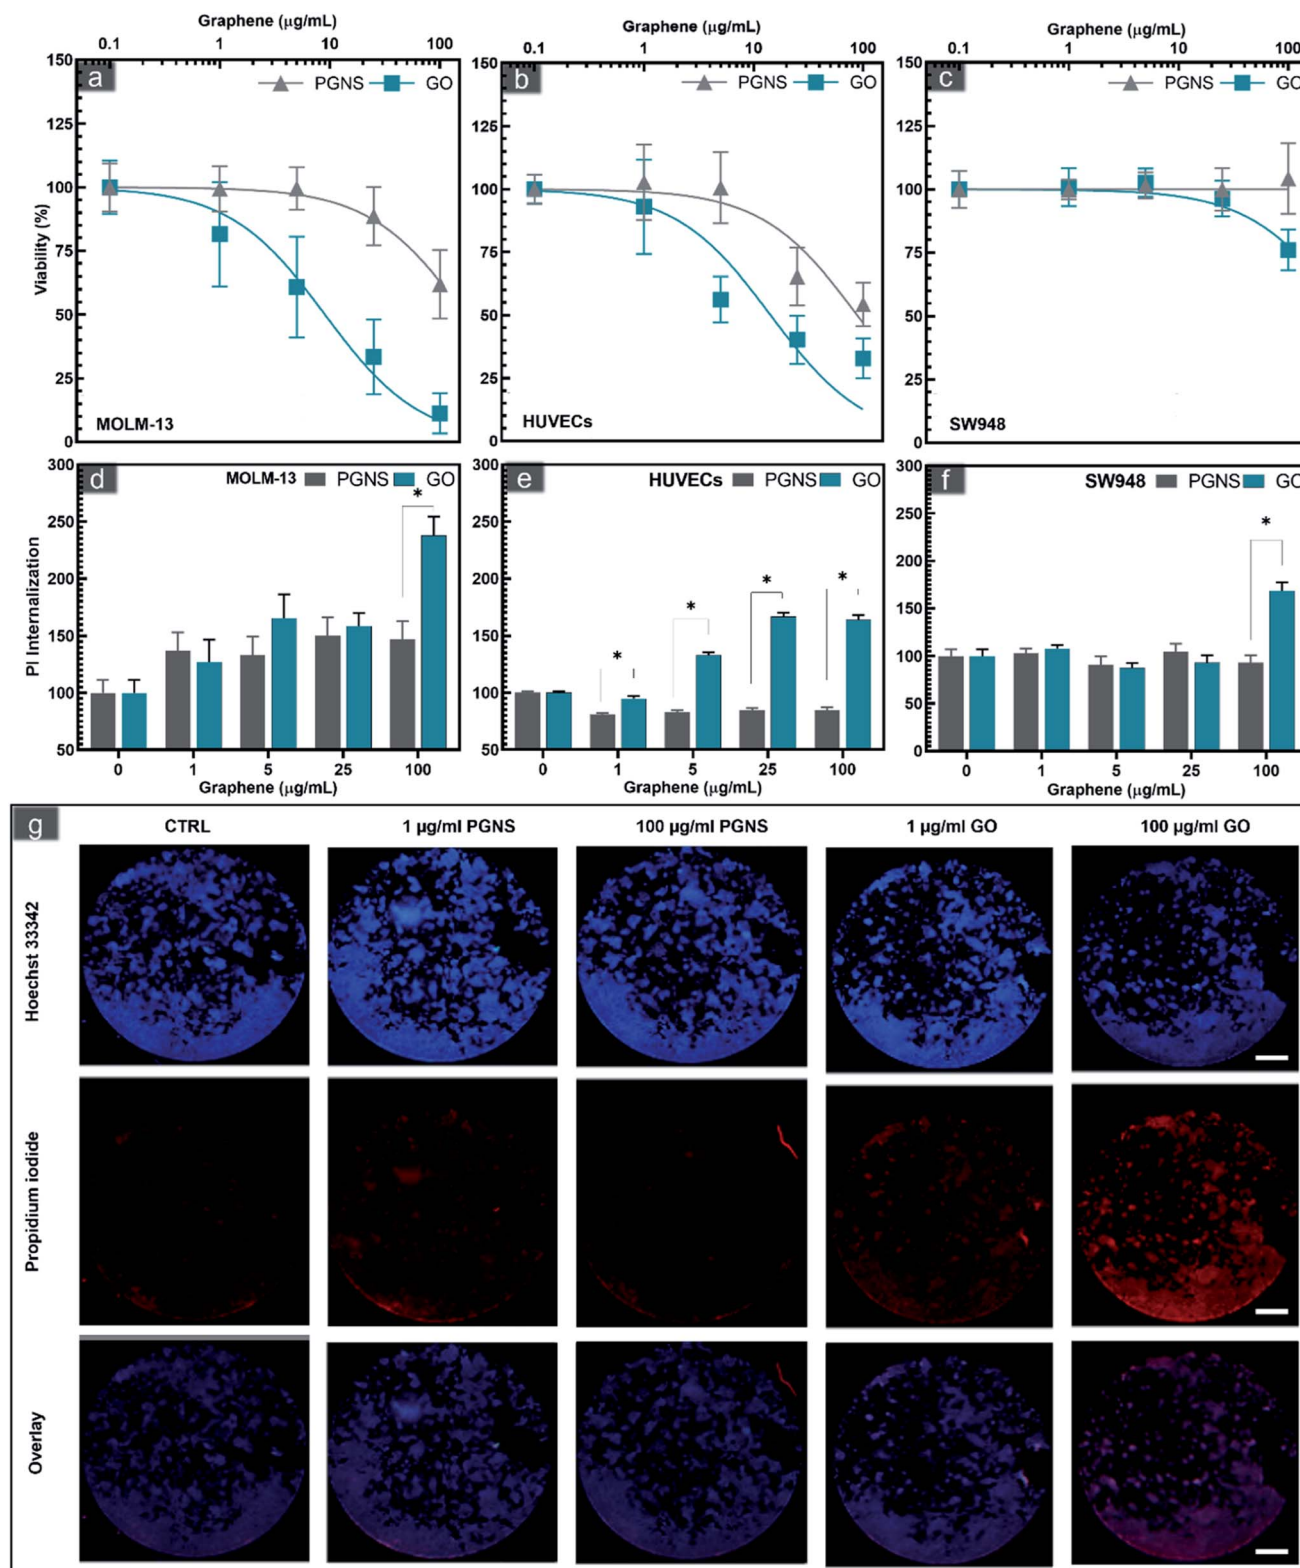 Graphene (μg/mL) Graphene (μg/mL) Graphene (μg/mL)
0.1 1 10 100 0.1 1 10 100 0.1 1 10 100
a PGNS GO b PGNS GO c PGNS GO
150 150 150
125 125 125
100 100 100
75 75 75
50 50 50
25 25 25
0 0 0
Viability (%)
MOLM-13 HUVECs SW948
d MOLM-13 PGNS GO e HUVECs PGNS GO f SW948 PGNS GO
300 300 300
250 250 250
200 200 200
150 150 150
100 100 100
50 50 50
0
PI Internalization
* * * * * *
0 1 5 25 100 0 1 5 25 100 0 1 5 25 100
Graphene (μg/mL) Graphene (μg/mL) Graphene (μg/mL)
g
CTRL 1 μg/ml PGNS 100 μg/ml PGNS 1 μg/ml GO 100 μg/ml GO
Hoechst 33342
Propidium iodide
Overlay